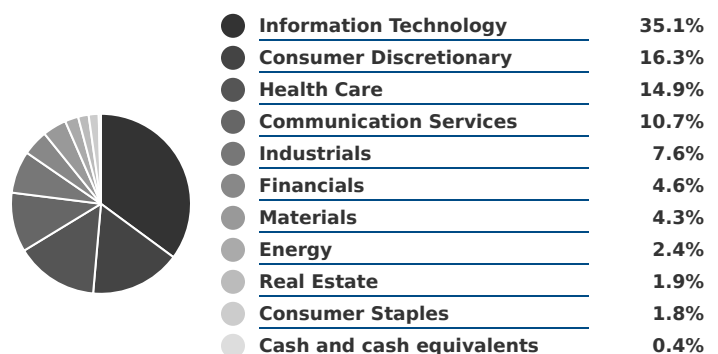 Information Technology 35.1%
Consumer Discretionary 16.3%
Health Care 14.9%
Communication Services 10.7%
Industrials 7.6%
Financials 4.6%
Materials 4.3%
Energy 2.4%
Real Estate 1.9%
Consumer Staples 1.8%
Cash and cash equivalents 0.4%